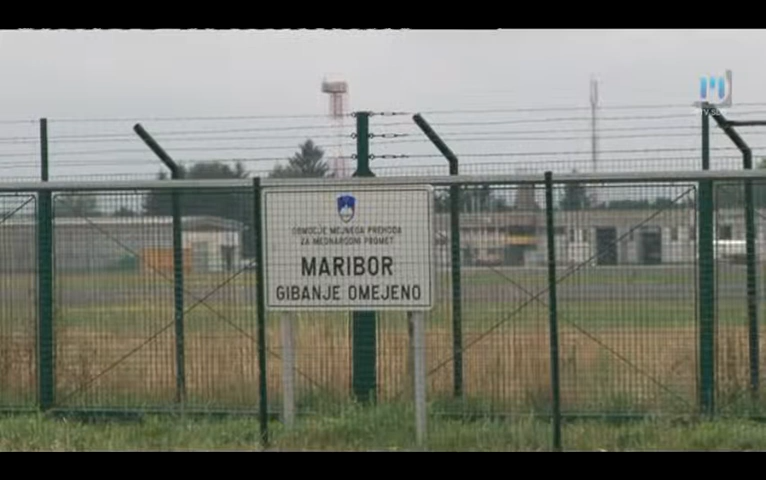 OBMOČJE MEJNEGA PREHODA
ZA MEDNARODNI PROMET
MARIBOR
GIBANJE OMEJENO